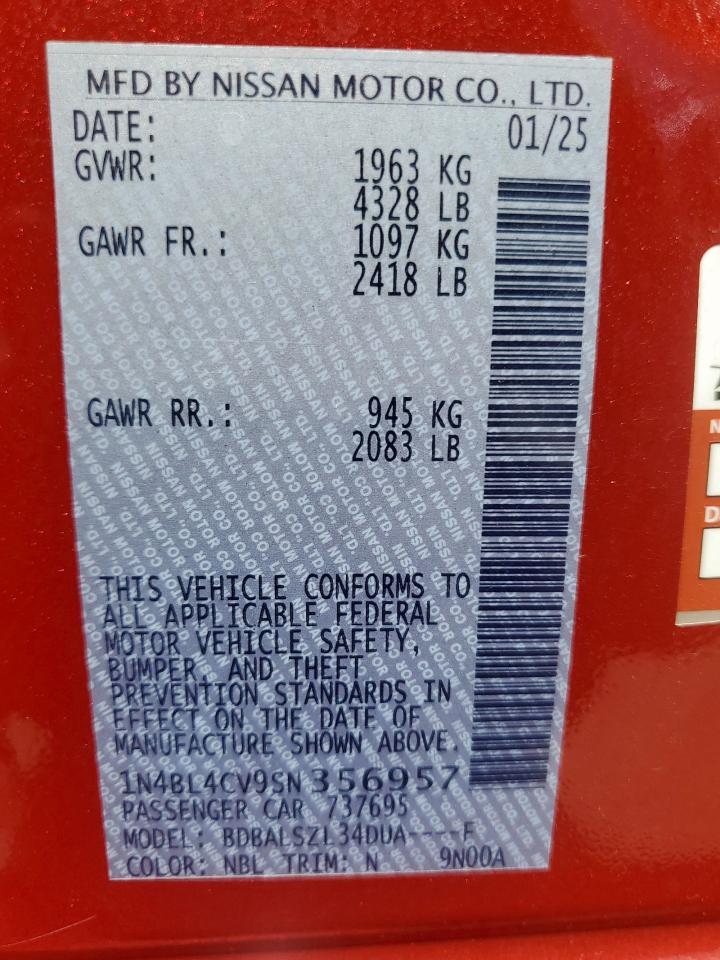 MFD BY NISSAN MOTOR CO., LTD.
DATE: 01/25
GVWR: 1963 KG
4328 LB
GAWR FR.: 1097 KG
2418 LB
GAWR RR.: 945 KG
2083 LB
THIS VEHICLE CONFORMS TO
ALL APPLICABLE FEDERAL
MOTOR VEHICLE SAFETY,
BUMPER, AND THEFT
PREVENTION STANDARDS IN
EFFECT ON THE DATE OF
MANUFACTURE SHOWN ABOVE.
1N4BL4CV9SN356957
PASSENGER CAR 737695
MODEL: BDBALSZL34DUA----F
COLOR: NBL TRIM: N 9N00A